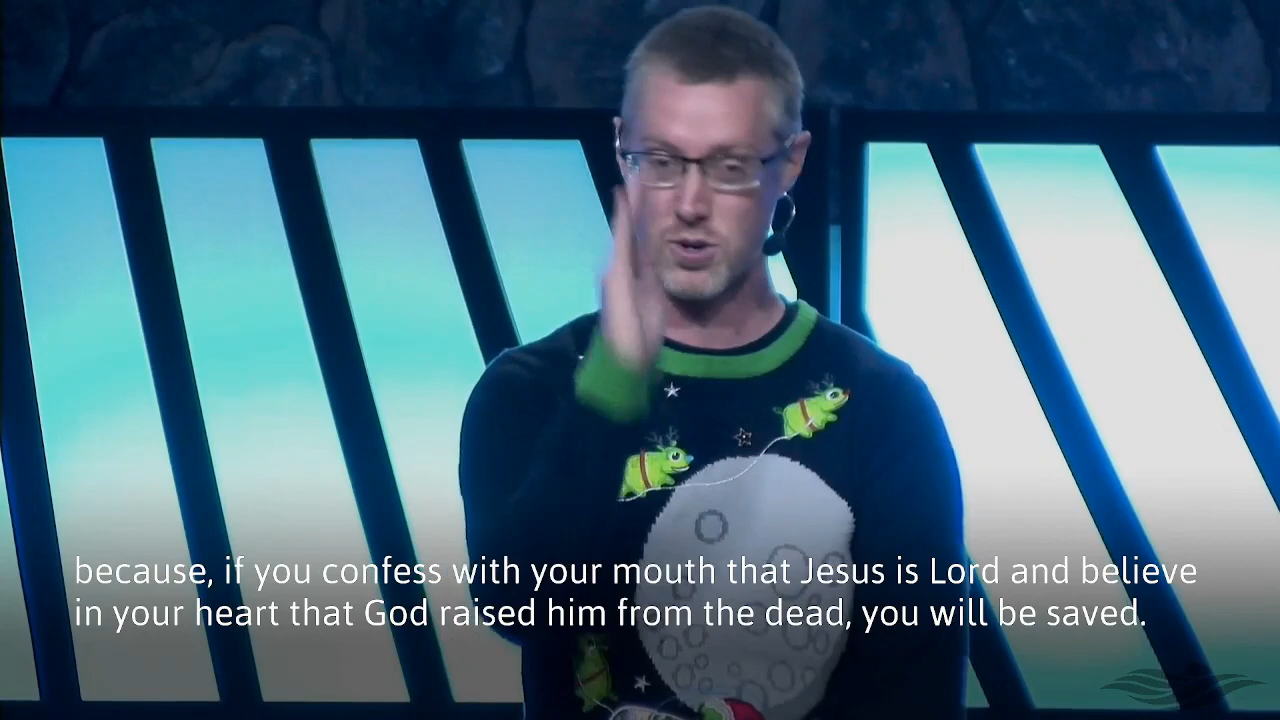 because, if you confess with your mouth that Jesus is Lord and believe
in your heart that God raised him from the dead, you will be saved.